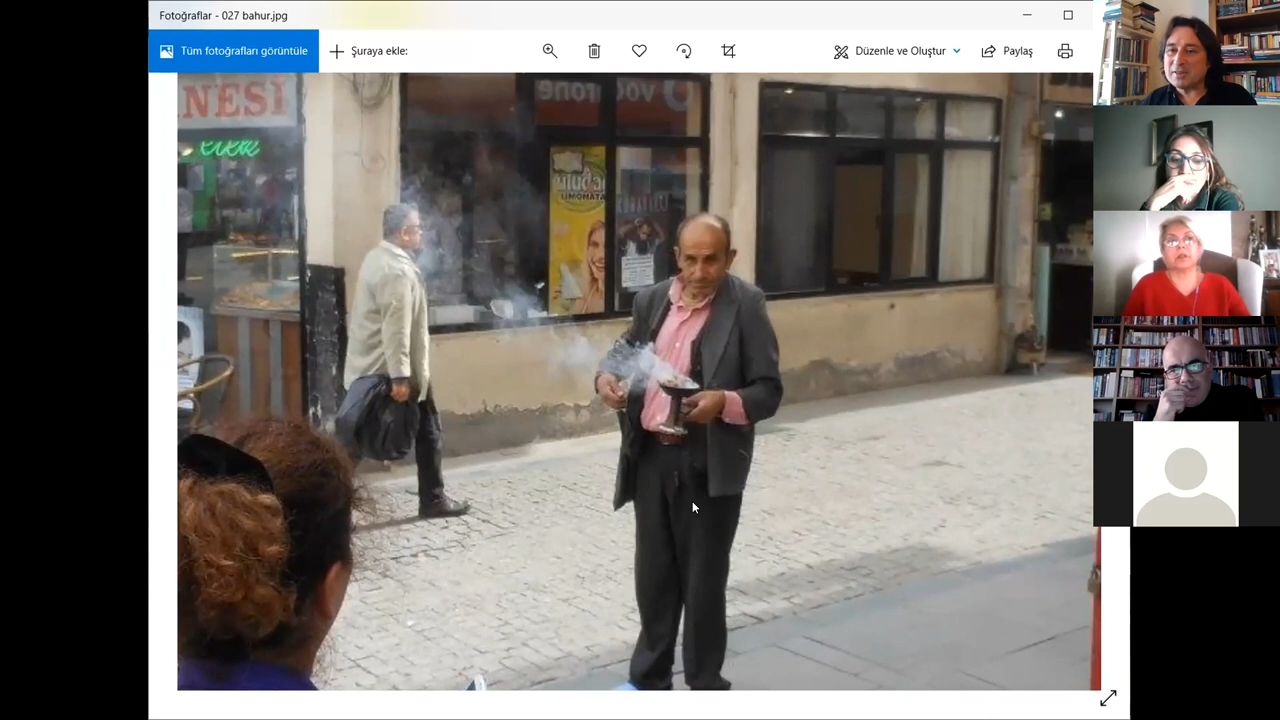 Fotoğraflar - 027 bahur.jpg
Tüm fotoğrafları görüntüle
Şuraya ekle:
Düzenle ve Oluştur
Paylaş
NESI
vodafone